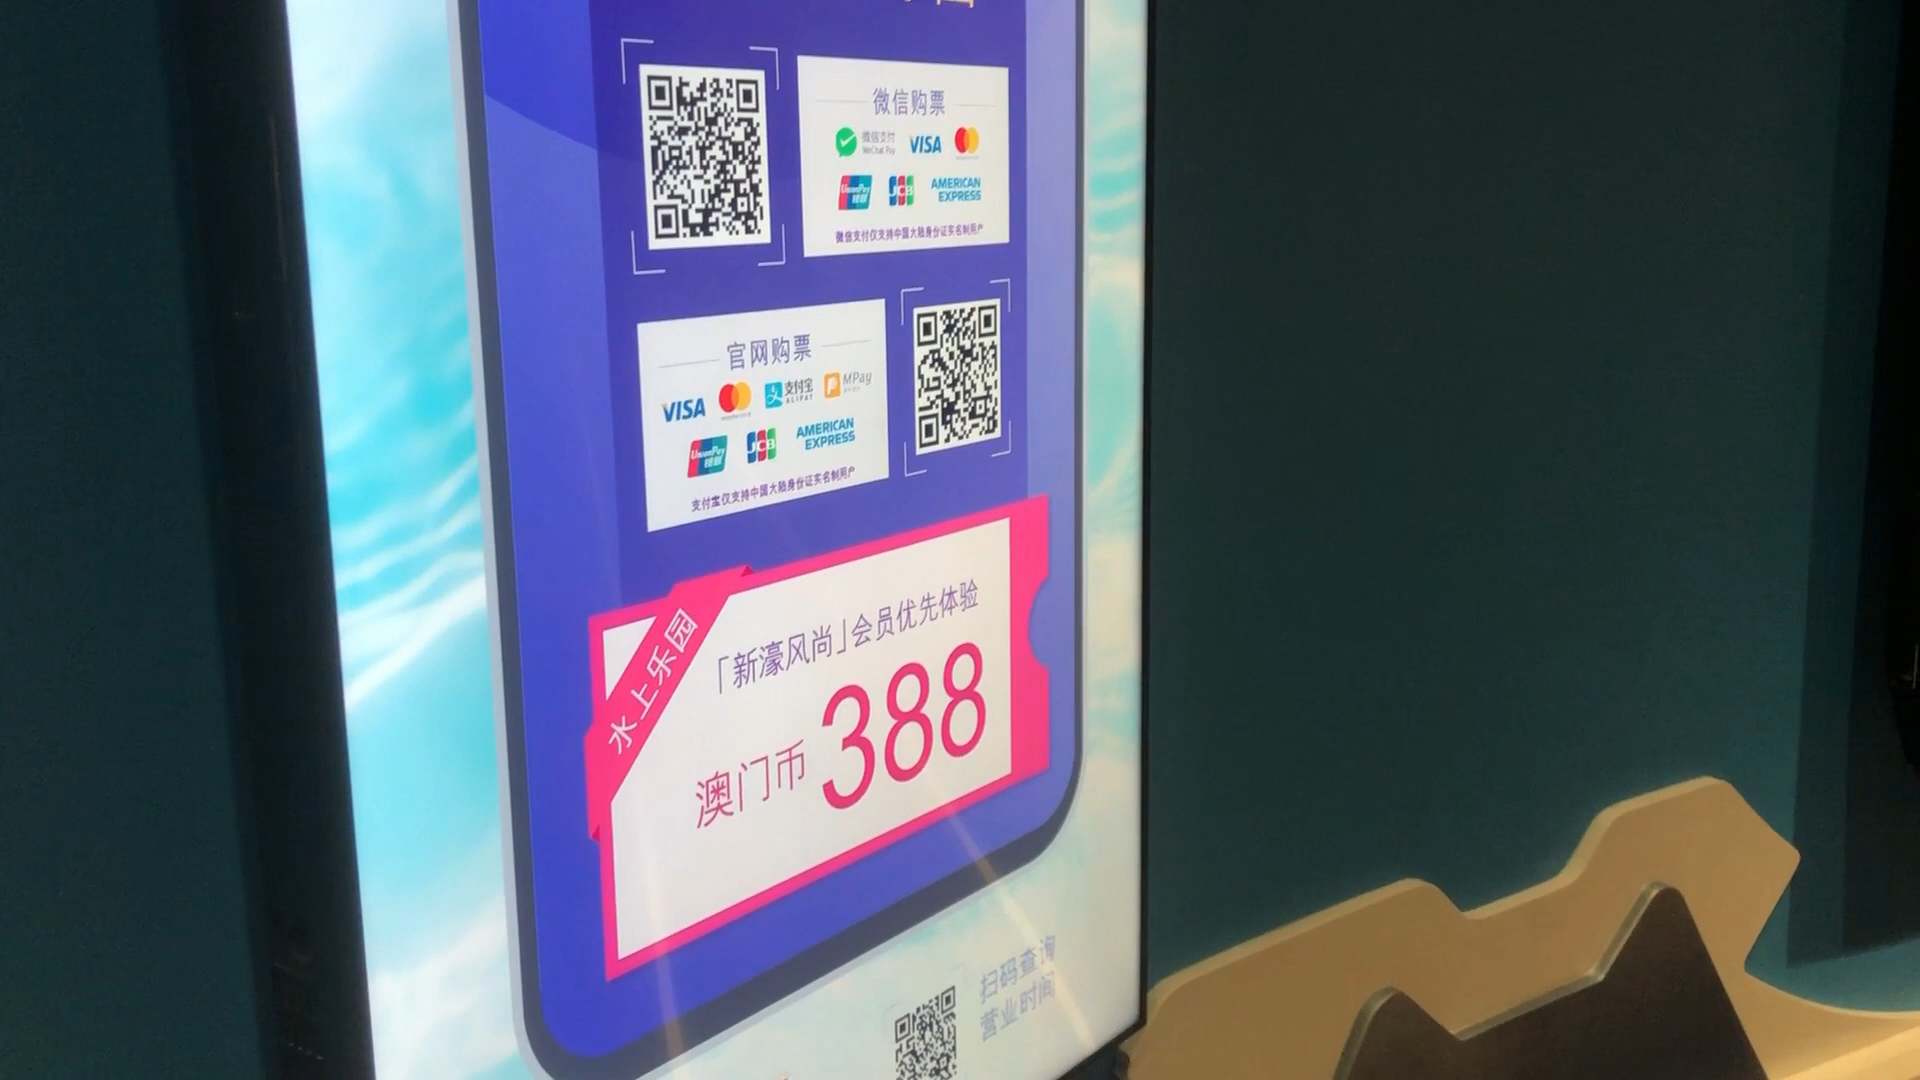 微信购票
微信支付
WeChat Pay
VISA
UnionPay
银联
JCB
AMERICAN
EXPRESS
微信支付仅支持中国大陆身份证实名制用户
官网购票
VISA
支付宝
ALIPAY
MPay
UnionPay
银联
JCB
AMERICAN
EXPRESS
支付宝仅支持中国大陆身份证实名制用户
水上乐园
「新濠风尚」会员优先体验
澳门币 388
扫码查询
营业时间